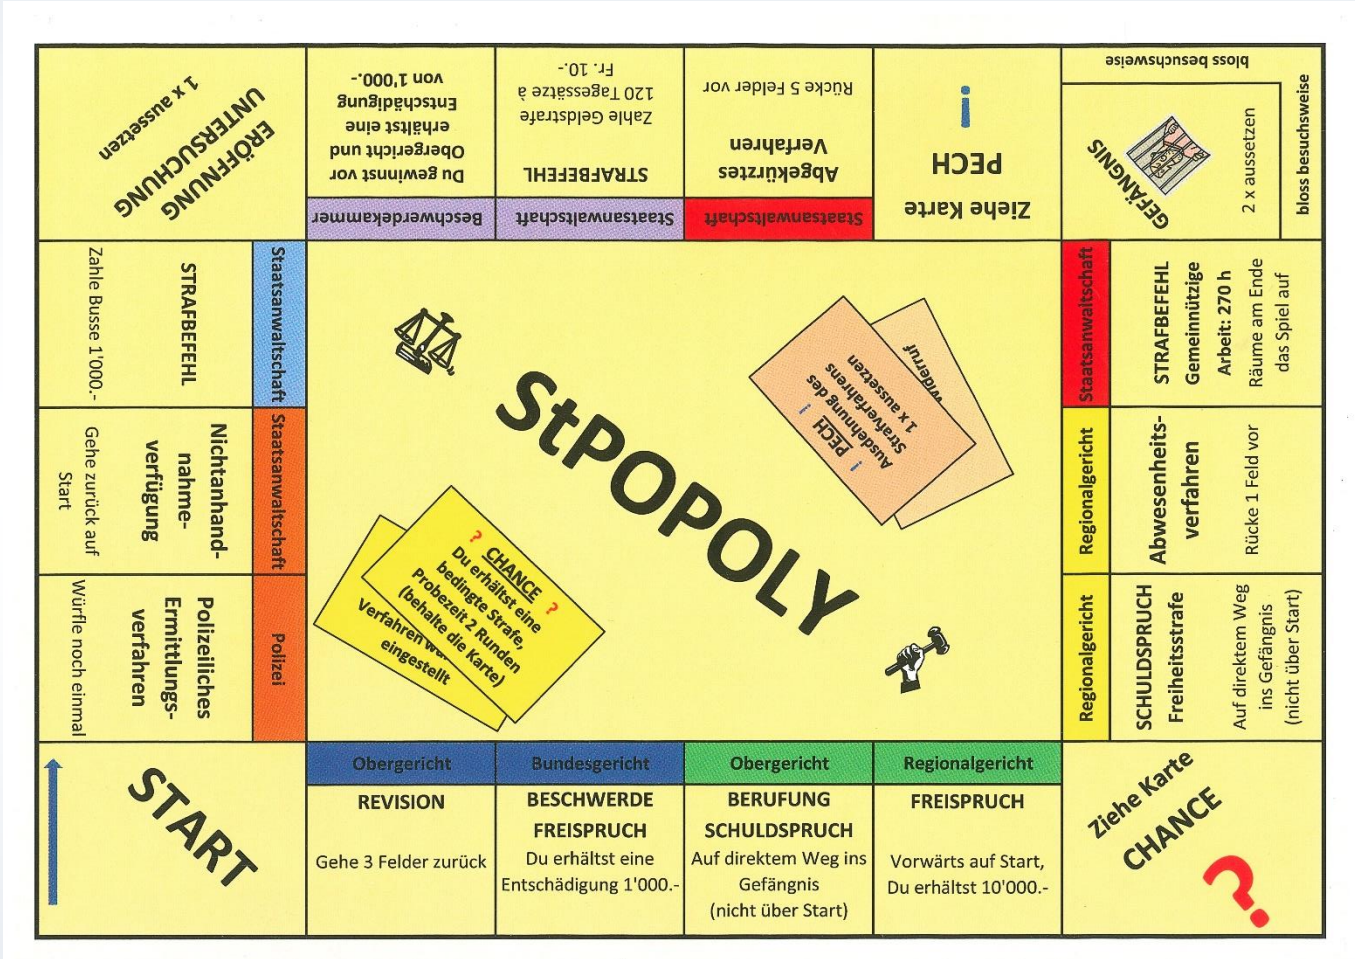 ERÖFFNUNG
UNTERSUCHUNG
1 x aussetzen
Beschwerdekammer
Du gewinnst vor
Obergericht und
erhältst eine
Entschädigung
von 1'000.-
Staatsanwaltschaft
STRAFBEFEHL
Zahle Geldstrafe
120 Tagessätze à
Fr. 10.-
Staatsanwaltschaft
Abgekürztes
Verfahren
Rücke 5 Felder vor
Ziehe Karte
PECH
!
bloss besuchsweise
bloss besuchsweise
GEFÄNGNIS
2 x aussetzen
Staatsanwaltschaft
STRAFBEFEHL
Zahle Busse 1'000.-
Staatsanwaltschaft
Nichtanhand-
nahme-
verfügung
Gehe zurück auf
Start
Polizei
Polizeiliches
Ermittlungs-
verfahren
Würfle noch einmal
StPOPOLY
Widerruf
! PECH !
Ausdehnung des
Strafverfahrens
1 x aussetzen
? CHANCE ?
Du erhältst eine
bedingte Strafe,
Probezeit 2 Runden
(behalte die Karte)
Verfahren
eingestellt
Staatsanwaltschaft
STRAFBEFEHL
Gemeinnützige
Arbeit: 270 h
Räume am Ende
das Spiel auf
Regionalgericht
Abwesenheits-
verfahren
Rücke 1 Feld vor
Regionalgericht
SCHULDSPRUCH
Freiheitsstrafe
Auf direktem Weg
ins Gefängnis
(nicht über Start)
START
Obergericht
REVISION
Gehe 3 Felder zurück
Bundesgericht
BESCHWERDE
FREISPRUCH
Du erhältst eine
Entschädigung 1'000.-
Obergericht
BERUFUNG
SCHULDSPRUCH
Auf direktem Weg ins
Gefängnis
(nicht über Start)
Regionalgericht
FREISPRUCH
Vorwärts auf Start,
Du erhältst 10'000.-
Ziehe Karte
CHANCE
?